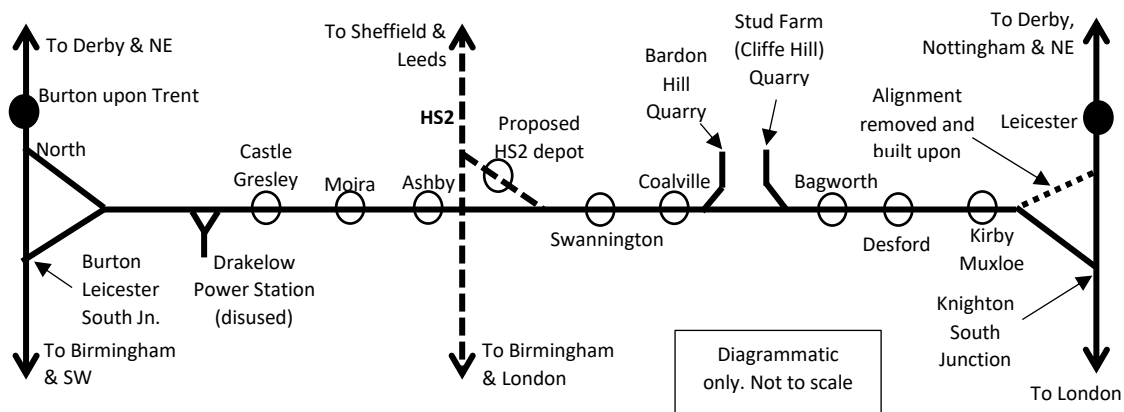 To Derby & NE
Burton upon Trent
North
Burton
Leicester
South Jn.
To Birmingham
& SW
Drakelow
Power Station
(disused)
Castle
Gresley
Moira
Ashby
To Sheffield &
Leeds
HS2
Proposed
HS2 depot
To Birmingham
& London
Swannington
Coalville
Bardon
Hill
Quarry
Stud Farm
(Cliffe Hill)
Quarry
Bagworth
Desford
Kirby
Muxloe
Alignment
removed and
built upon
To Derby,
Nottingham & NE
Leicester
Knighton
South
Junction
To London
Diagrammatic
only. Not to scale